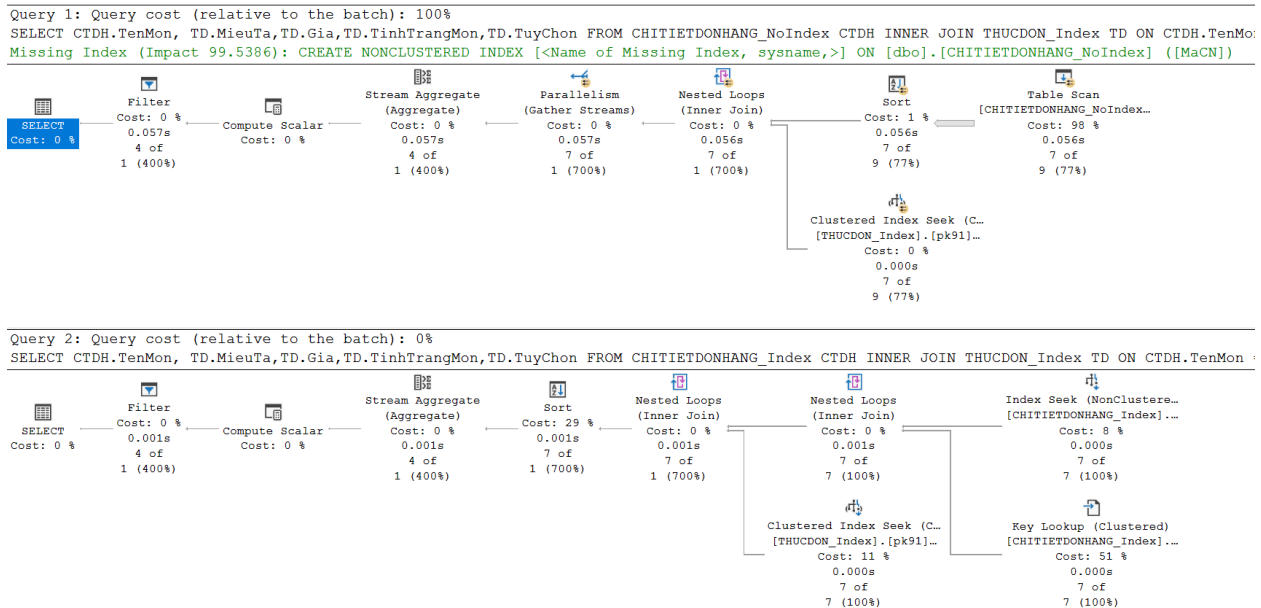 Query 1: Query cost (relative to the batch): 100%
SELECT CTDH.TenMon, TD.MieuTa,TD.Gia,TD.TinhTrangMon,TD.TuyChon FROM CHITIETDONHANG_NoIndex CTDH INNER JOIN THUCDON_Index TD ON CTDH.TenMo
Missing Index (Impact 99.5386): CREATE NONCLUSTERED INDEX [<Name of Missing Index, sysname,>] ON [dbo].[CHITIETDONHANG_NoIndex] ([MaCN])
SELECT
Cost: 0 %
Filter
Cost: 0 %
0.057s
4 of
1 (400%)
Compute Scalar
Cost: 0 %
Stream Aggregate
(Aggregate)
Cost: 0 %
0.057s
4 of
1 (400%)
Parallelism
(Gather Streams)
Cost: 0 %
0.057s
7 of
1 (700%)
Nested Loops
(Inner Join)
Cost: 0 %
0.056s
7 of
1 (700%)
Sort
Cost: 1 %
0.056s
7 of
9 (77%)
Table Scan
[CHITIETDONHANG_NoIndex…
Cost: 98 %
0.056s
7 of
9 (77%)
Clustered Index Seek (C…
[THUCDON_Index].[pk91]…
Cost: 0 %
0.000s
7 of
9 (77%)
Query 2: Query cost (relative to the batch): 0%
SELECT CTDH.TenMon, TD.MieuTa,TD.Gia,TD.TinhTrangMon,TD.TuyChon FROM CHITIETDONHANG_Index CTDH INNER JOIN THUCDON_Index TD ON CTDH.TenMon =
SELECT
Cost: 0 %
Filter
Cost: 0 %
0.001s
4 of
1 (400%)
Compute Scalar
Cost: 0 %
Stream Aggregate
(Aggregate)
Cost: 0 %
0.001s
4 of
1 (400%)
Sort
Cost: 29 %
0.001s
7 of
1 (700%)
Nested Loops
(Inner Join)
Cost: 0 %
0.001s
7 of
1 (700%)
Nested Loops
(Inner Join)
Cost: 0 %
0.001s
7 of
7 (100%)
Index Seek (NonClustere…
[CHITIETDONHANG_Index].…
Cost: 8 %
0.000s
7 of
7 (100%)
Clustered Index Seek (C…
[THUCDON_Index].[pk91]…
Cost: 11 %
0.000s
7 of
7 (100%)
Key Lookup (Clustered)
[CHITIETDONHANG_Index].…
Cost: 51 %
0.000s
7 of
7 (100%)